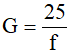 G = 25/f